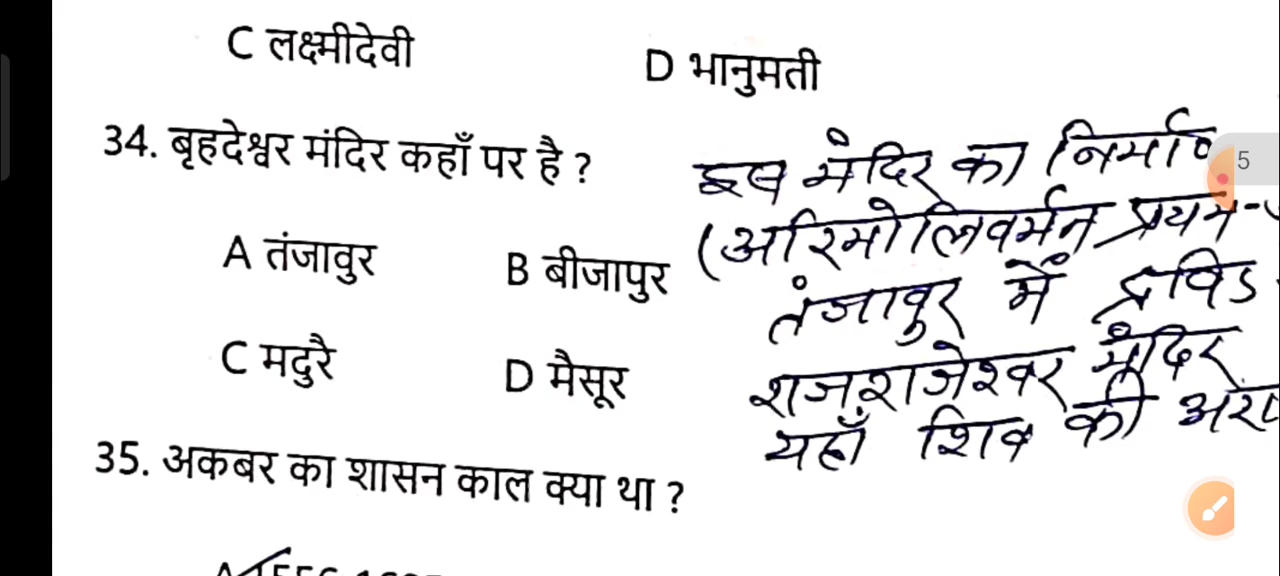 C लक्ष्मीदेवी
D भानुमती
34. बृहदेश्वर मंदिर कहाँ पर है ?
A तंजावुर
B बीजापुर
C मदुरै
D मैसूर
इस मंदिर का निर्माण
(अरिमोलिवर्मन प्रथम-
तंजावुर में द्रविड
राजराजेश्वर मंदिर
यहाँ शिव की
35. अकबर का शासन काल क्या था ?
5